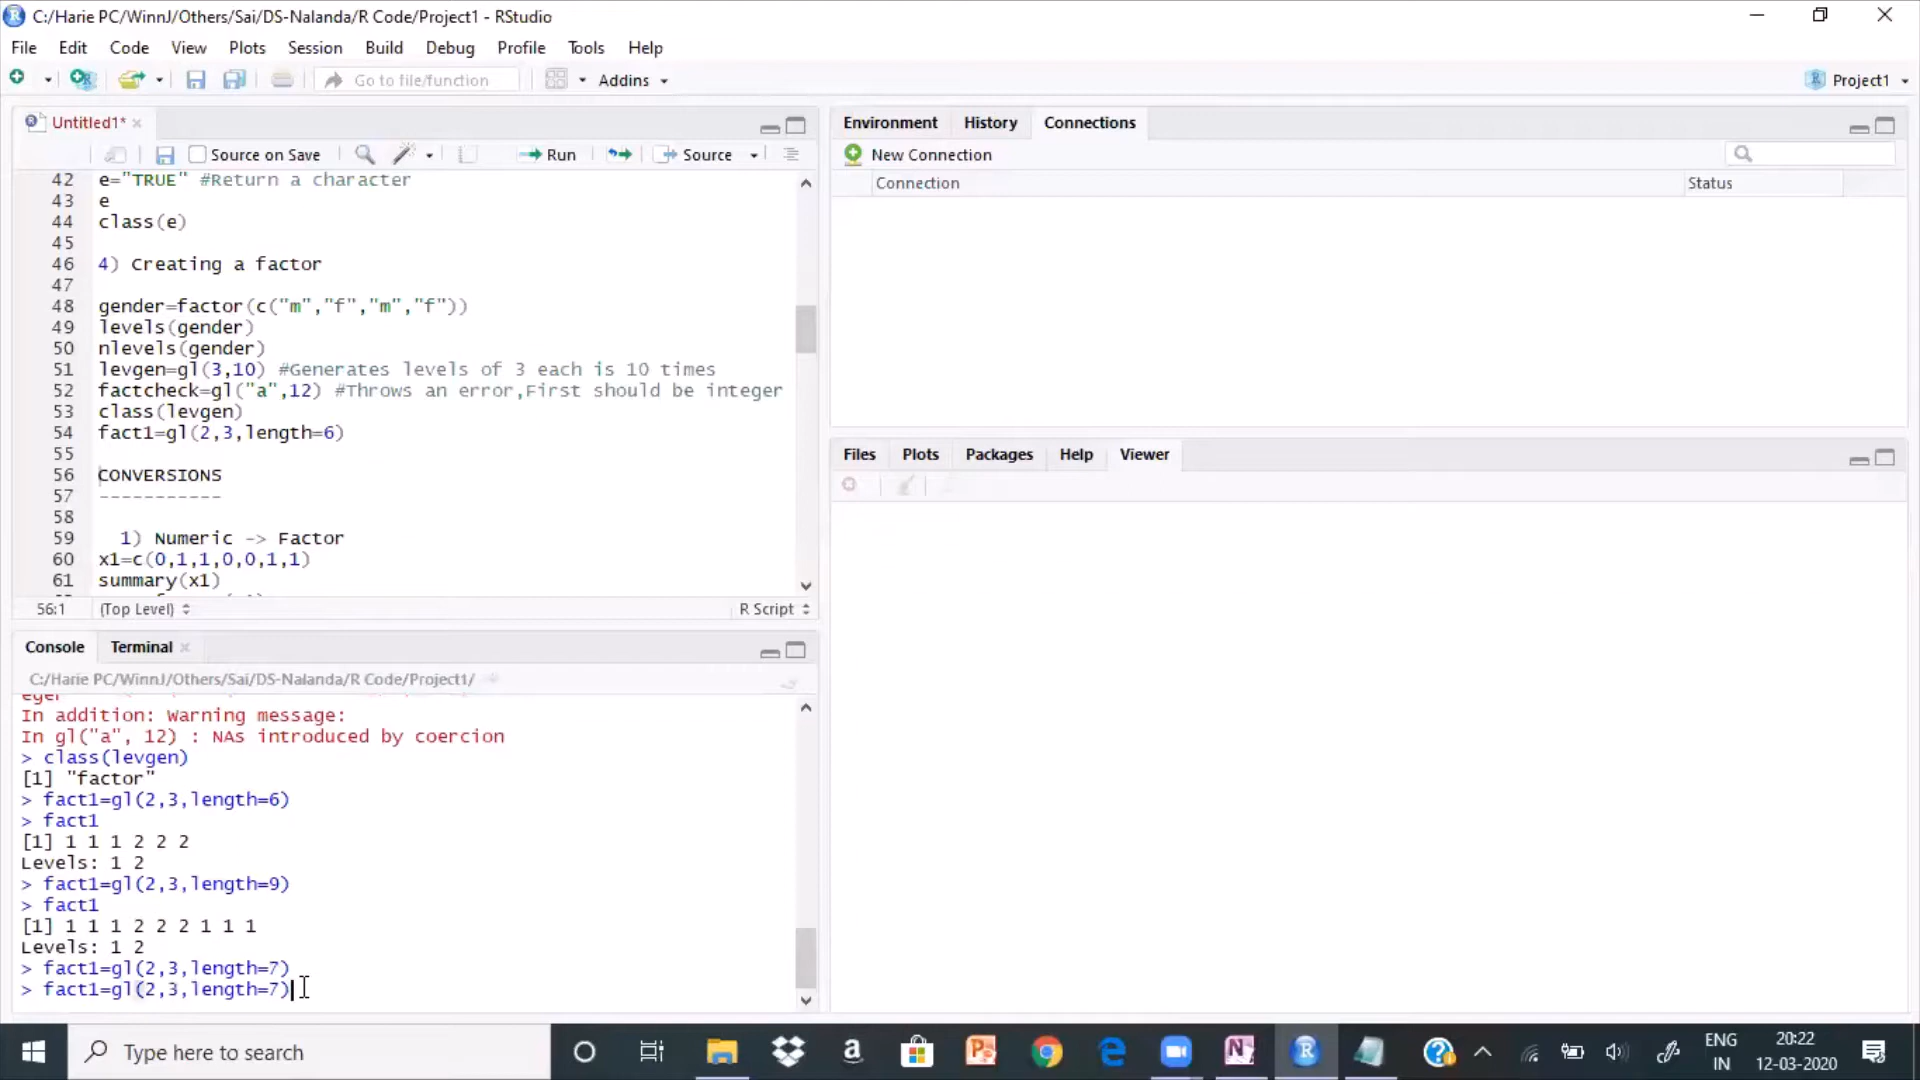 C:/Harie PC/WinnJ/Others/Sai/DS-Nalanda/R Code/Project1 - RStudio
File Edit Code View Plots Session Build Debug Profile Tools Help
Go to file/function Addins Project1
Untitled1*
Source on Save Run Source
42 e="TRUE" #Return a character
43 e
44 class(e)
45
46 4) Creating a factor
47
48 gender=factor(c("m","f","m","f"))
49 levels(gender)
50 nlevels(gender)
51 levgen=gl(3,10) #Generates levels of 3 each is 10 times
52 factcheck=gl("a",12) #Throws an error,First should be integer
53 class(levgen)
54 fact1=gl(2,3,length=6)
55
56 CONVERSIONS
57 -----------
58
59 1) Numeric -> Factor
60 x1=c(0,1,1,0,0,1,1)
61 summary(x1)
56:1 (Top Level) R Script
Console Terminal
C:/Harie PC/WinnJ/Others/Sai/DS-Nalanda/R Code/Project1/
eger
In addition: Warning message:
In gl("a", 12) : NAs introduced by coercion
> class(levgen)
[1] "factor"
> fact1=gl(2,3,length=6)
> fact1
[1] 1 1 1 2 2 2
Levels: 1 2
> fact1=gl(2,3,length=9)
> fact1
[1] 1 1 1 2 2 2 1 1 1
Levels: 1 2
> fact1=gl(2,3,length=7)
> fact1=gl(2,3,length=7)
Environment History Connections
New Connection
Connection Status
Files Plots Packages Help Viewer
Type here to search
ENG
IN
20:22
12-03-2020